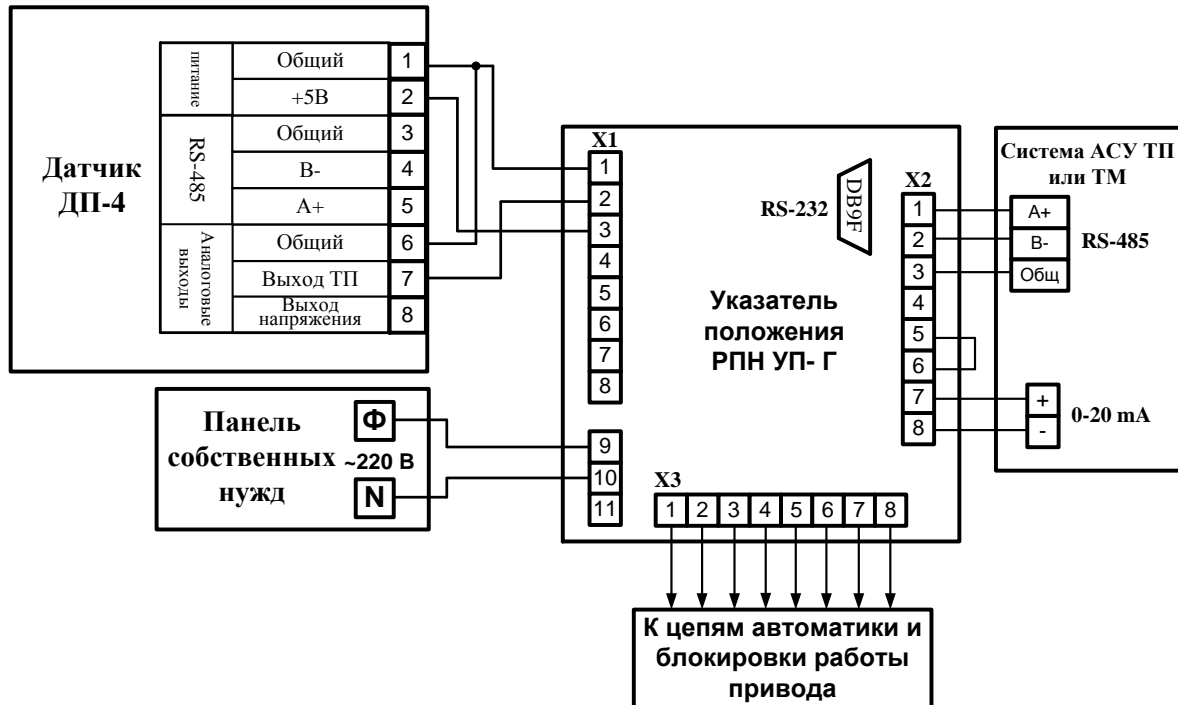 Датчик
ДП-4
питание
RS-485
Аналоговые
выходы
Общий 1
+5В 2
Общий 3
В- 4
А+ 5
Общий 6
Выход ТП 7
Выход
напряжения 8
Панель
собственных
нужд
Ф
~220 В
N
X1
1
2
3
4
5
6
7
8
9
10
11
RS-232
DB9F
Указатель
положения
РПН УП- Г
X2
1
2
3
4
5
6
7
8
X3
1 2 3 4 5 6 7 8
Система АСУ ТП
или ТМ
А+
В-
Общ
RS-485
+
-
0-20 mA
К цепям автоматики и
блокировки работы
привода